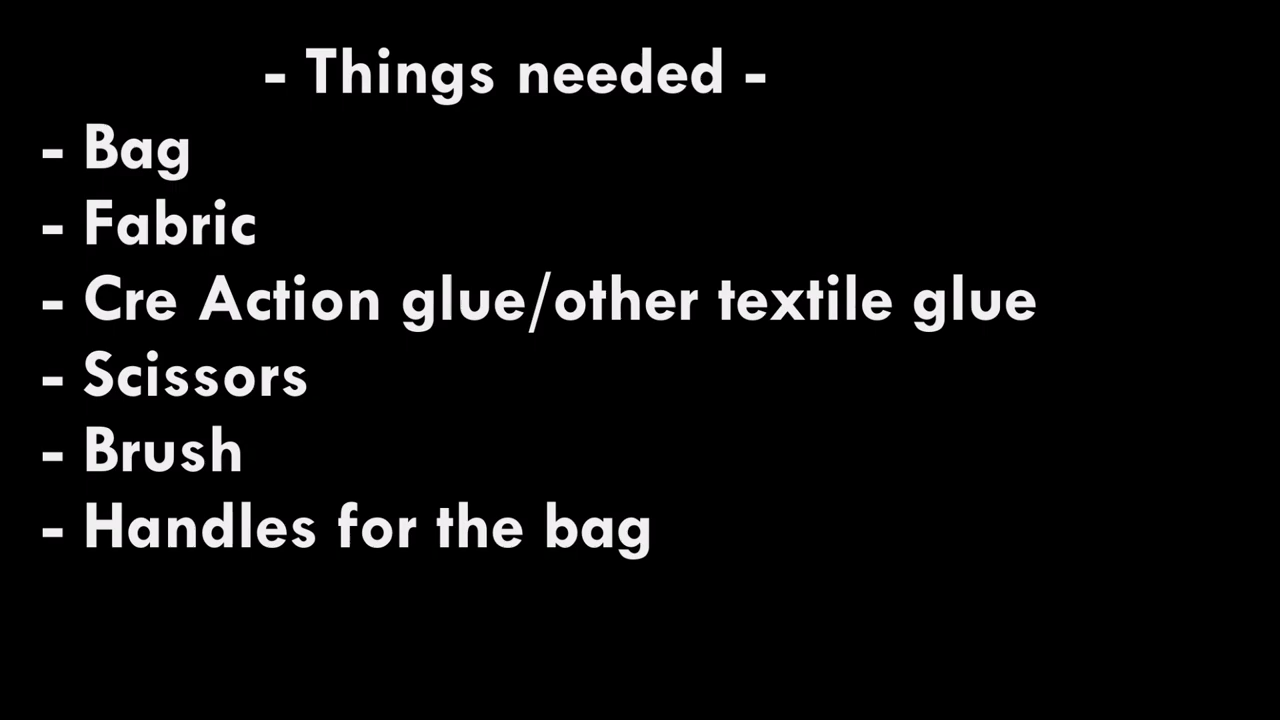 - Things needed -
- Bag
- Fabric
- Cre Action glue/other textile glue
- Scissors
- Brush
- Handles for the bag